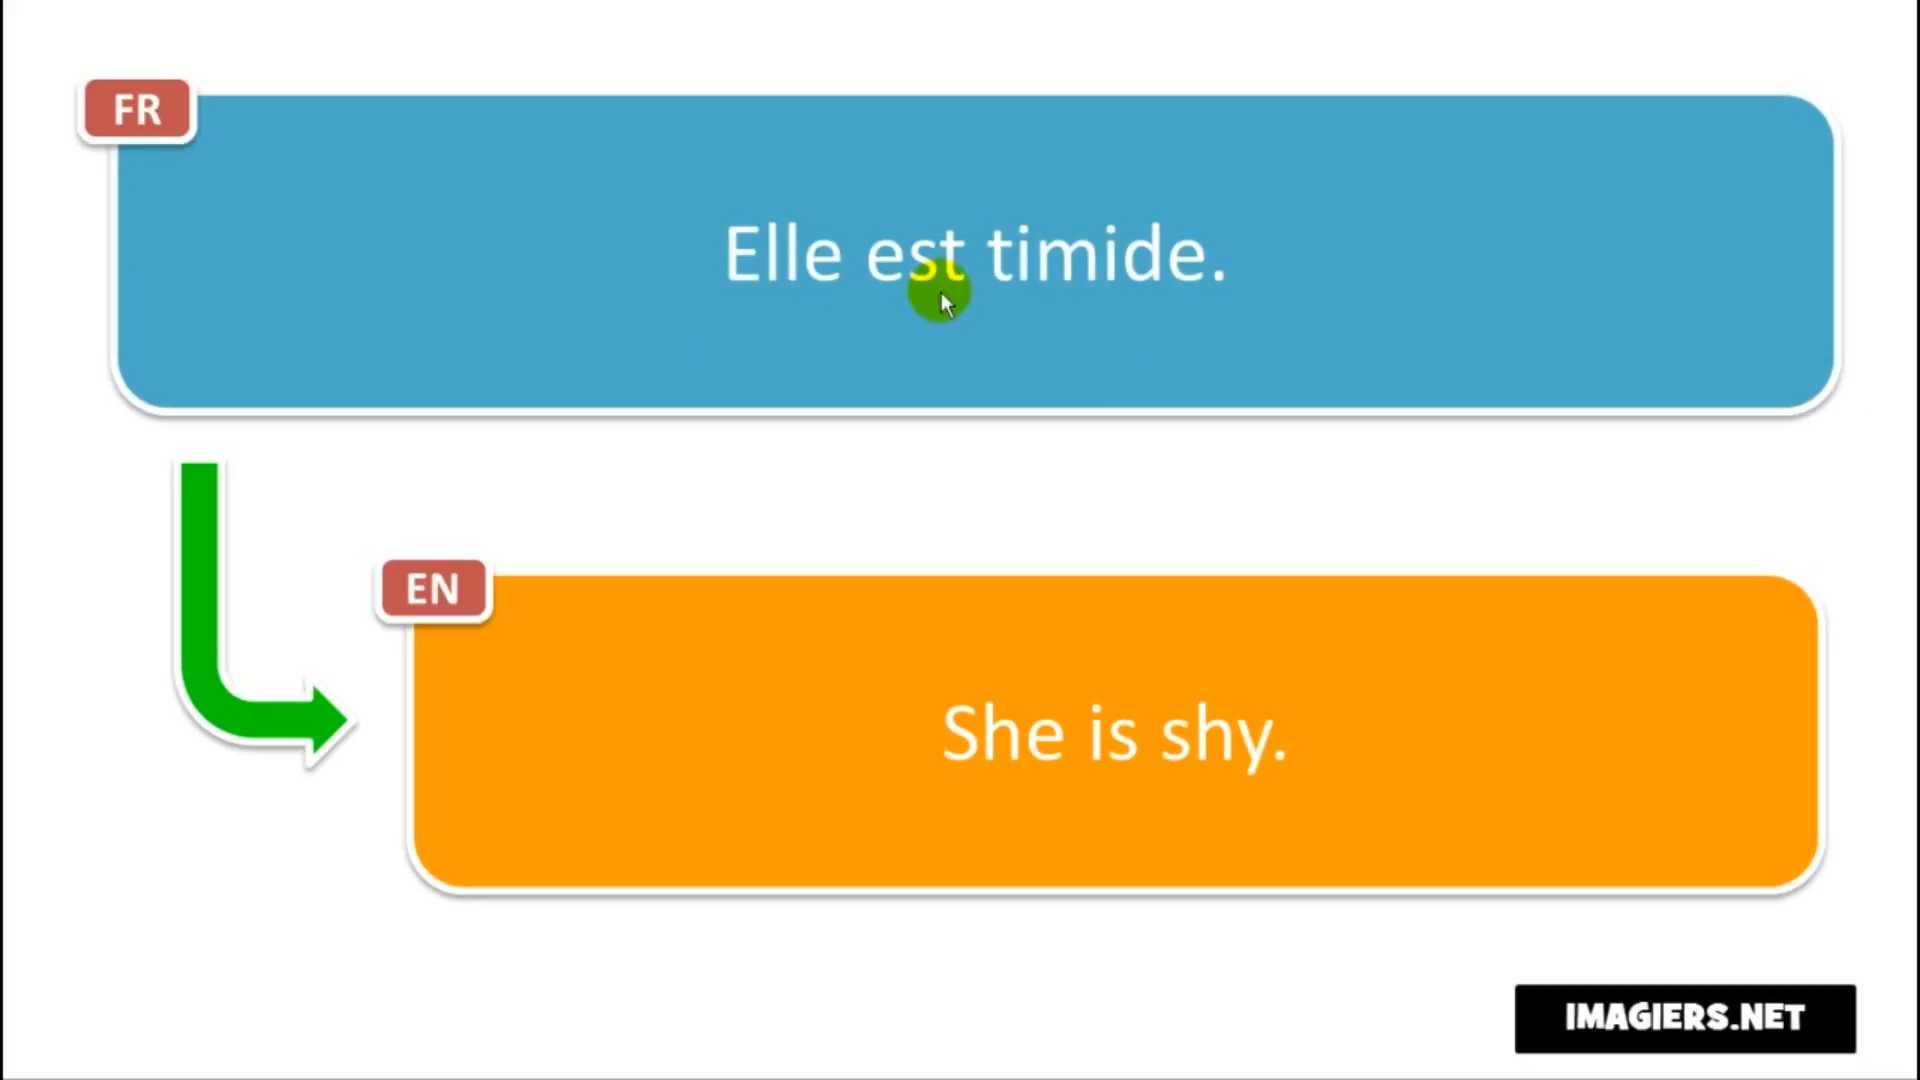 FR
Elle est timide.
EN
She is shy.
IMAGIERS.NET